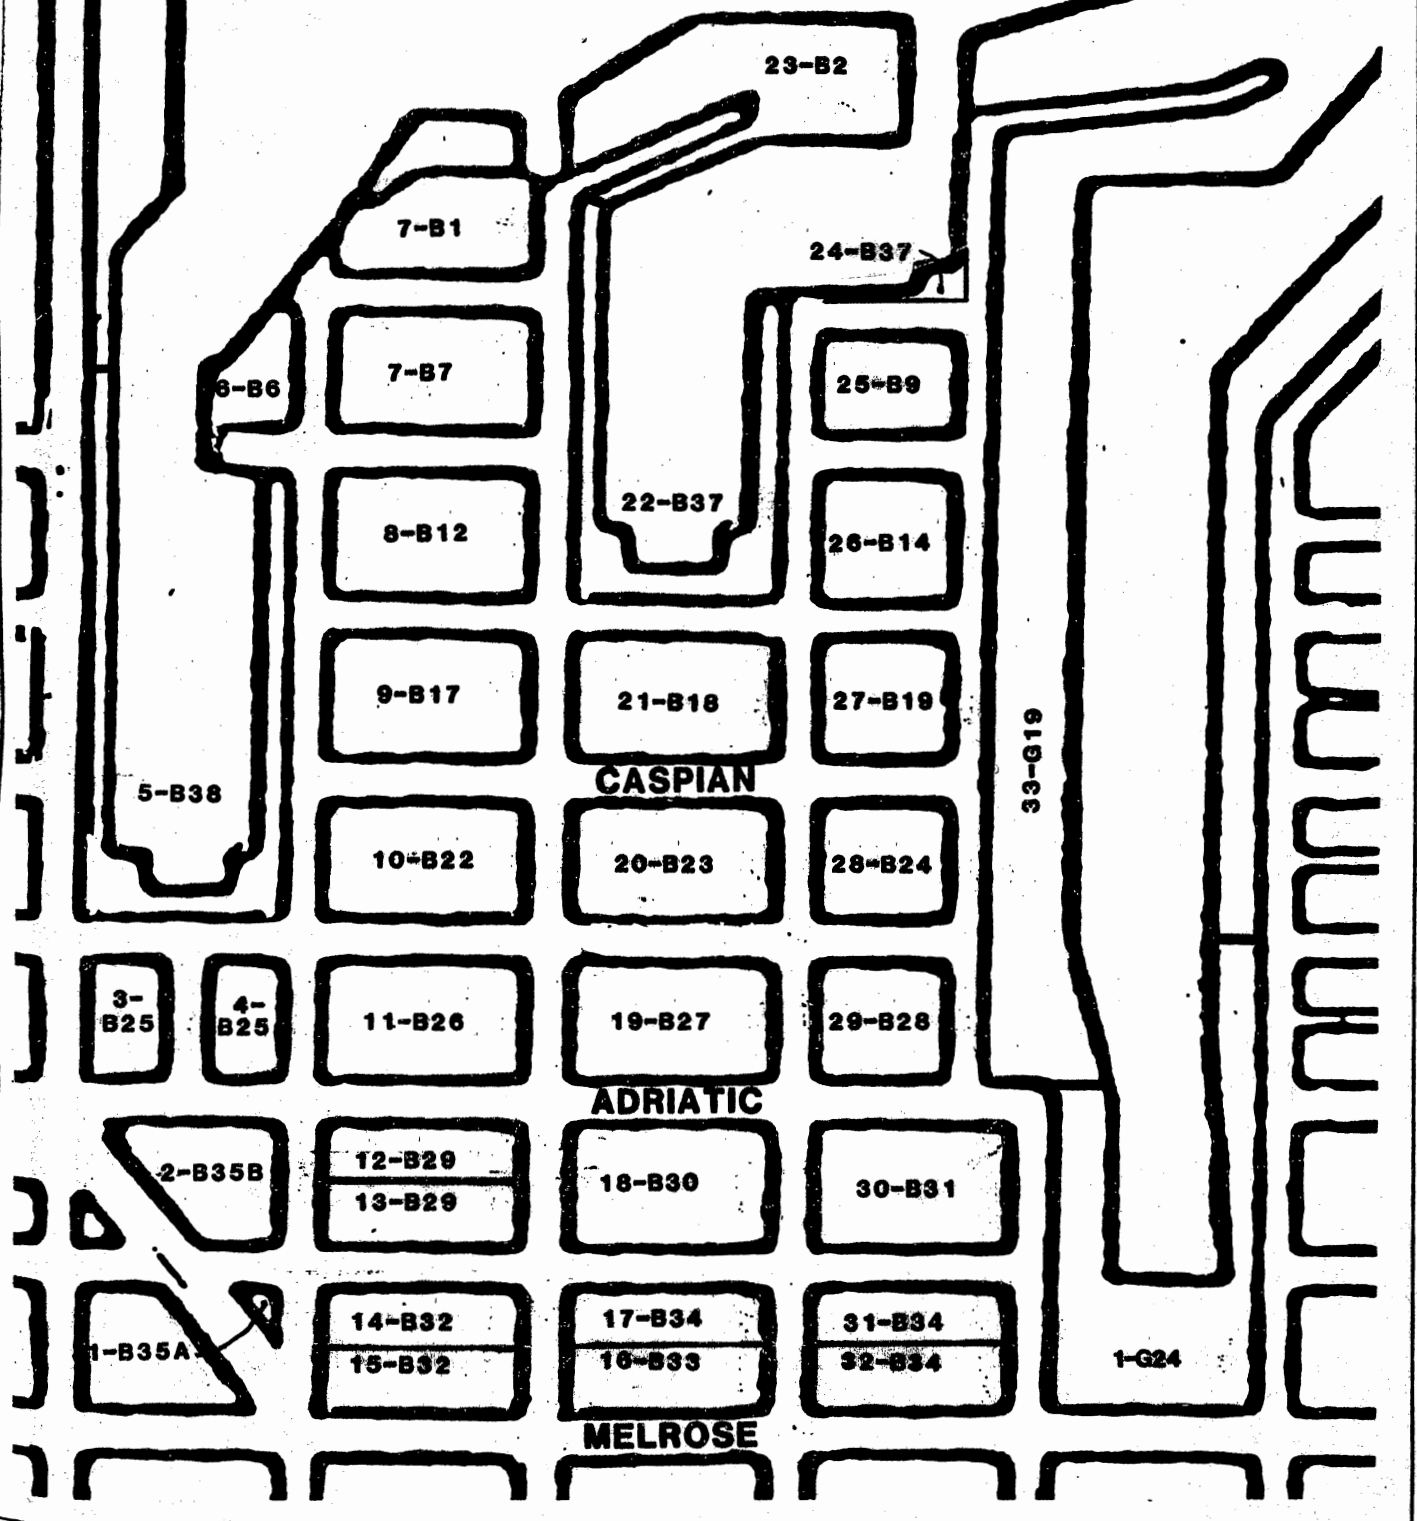 23-B2
7-B1
24-B37
7-B7
6-B6
25-B9
22-B37
8-B12
26-B14
9-B17
21-B18
27-B19
33-G19
CASPIAN
5-B38
10-B22
20-B23
28-B24
3-
B25
4-
B25
11-B26
19-B27
29-B28
ADRIATIC
2-B35B
12-B29
13-B29
18-B30
30-B31
14-B32
17-B34
31-B34
1-B35A
15-B32
16-B33
32-B34
1-G24
MELROSE